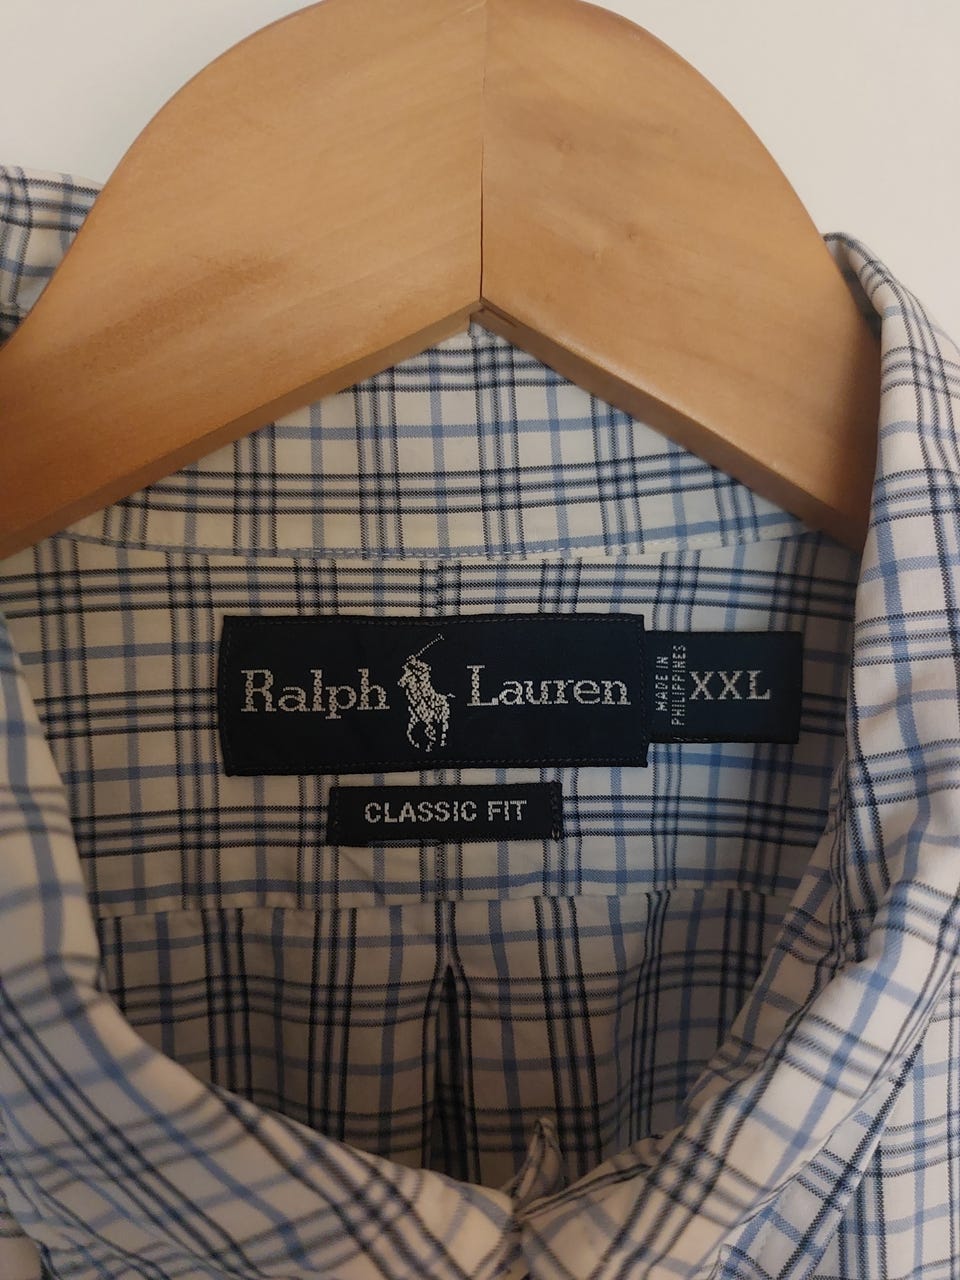 Ralph Lauren
MADE IN
PHILIPPINES
XXL
CLASSIC FIT